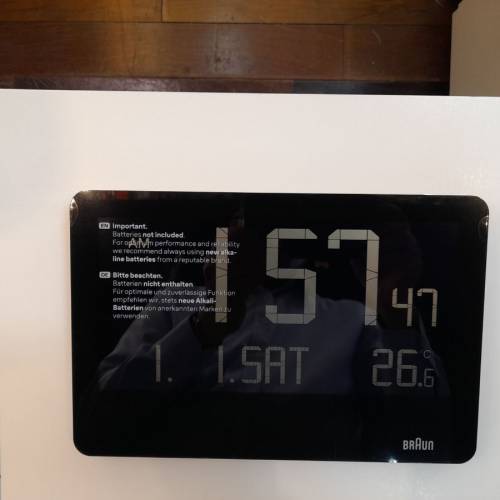 EN Important.
Batteries not included.
For optimum performance and reliability
we recommend always using new alka-
line batteries from a reputable brand.
DE Bitte beachten.
Batterien nicht enthalten.
Für optimale und zuverlässige Funktion
empfehlen wir, stets neue Alkali-
Batterien von anerkannten Marken zu
verwenden.
AM 1 57 47
1. 1.SAT 26.6 °C
BRAUN